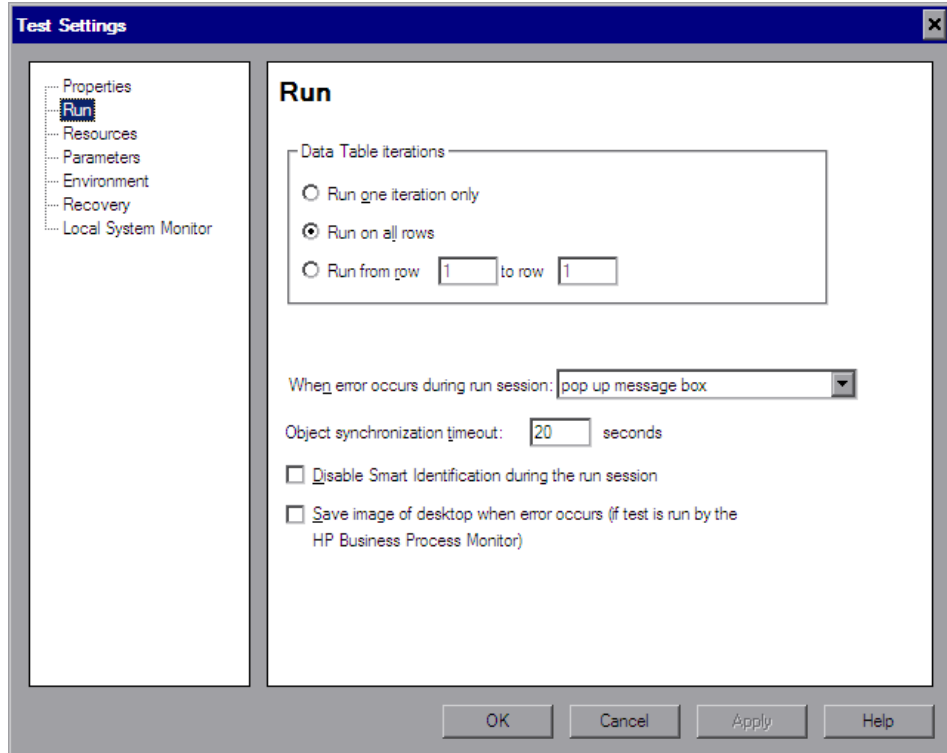 Test Settings
Properties
Run
Resources
Parameters
Environment
Recovery
Local System Monitor
Run
Data Table iterations
Run one iteration only
Run on all rows
Run from row 1 to row 1
When error occurs during run session: pop up message box
Object synchronization timeout: 20 seconds
Disable Smart Identification during the run session
Save image of desktop when error occurs (if test is run by the
HP Business Process Monitor)
OK Cancel Apply Help